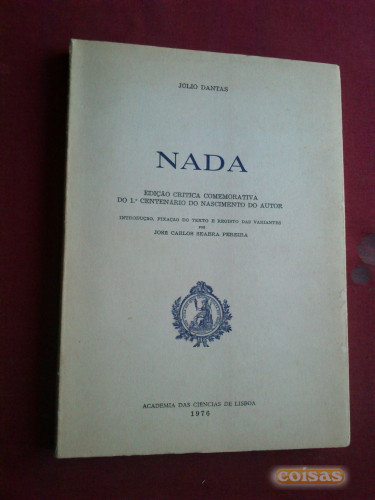 JÚLIO DANTAS
NADA
EDIÇÃO CRÍTICA COMEMORATIVA
DO 1.º CENTENÁRIO DO NASCIMENTO DO AUTOR
INTRODUÇÃO, FIXAÇÃO DO TEXTO E REGISTO DAS VARIANTES
POR
JOSÉ CARLOS SEABRA PEREIRA
ACADEMIA DAS CIÊNCIAS DE LISBOA
1976
coisas